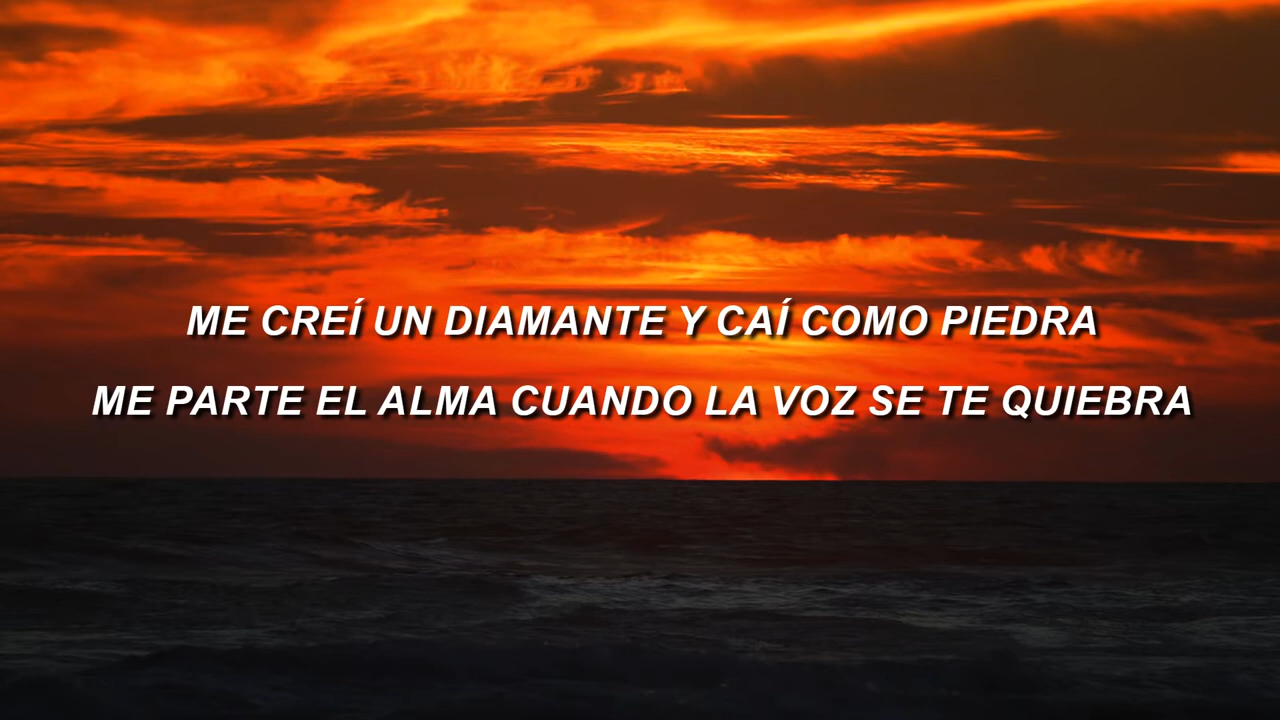 ME CREÍ UN DIAMANTE Y CAÍ COMO PIEDRA
ME PARTE EL ALMA CUANDO LA VOZ SE TE QUIEBRA